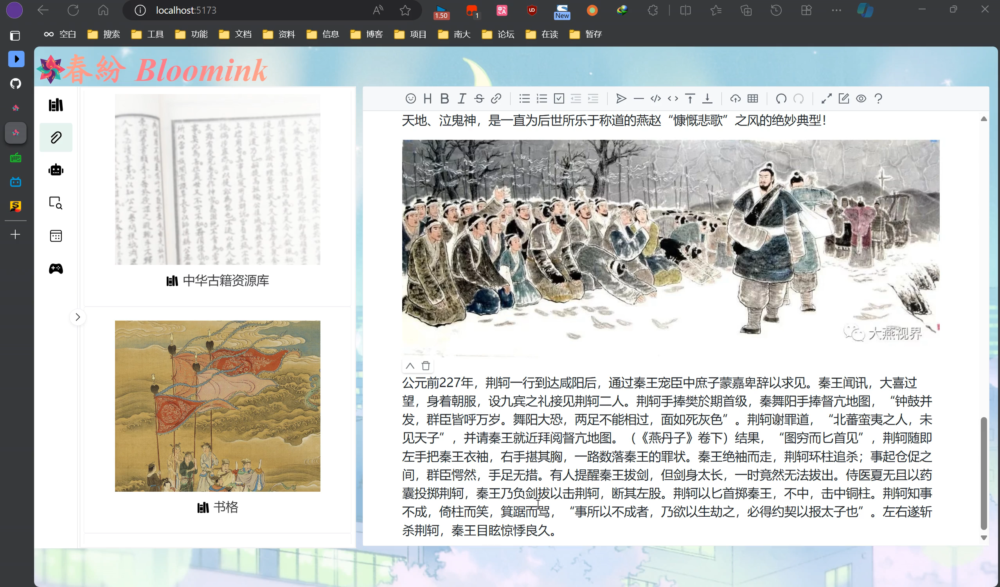 localhost:5173
1.50
1
New
空白 搜索 工具 功能 文档 资料 信息 博客 项目 南大 论坛 在读 暂存
春紛 Bloomink
中华古籍资源库
书格
天地、泣鬼神，是一直为后世所乐于称道的燕赵“慷慨悲歌”之风的绝妙典型！
大燕视界
公元前227年，荆轲一行到达咸阳后，通过秦王宠臣中庶子蒙嘉卑辞以求见。秦王闻讯，大喜过
望，身着朝服，设九宾之礼接见荆轲二人。荆轲手捧樊於期首级，秦舞阳手捧督亢地图，“钟鼓并
发，群臣皆呼万岁。舞阳大恐，两足不能相过，面如死灰色”。荆轲谢罪道，“北蕃蛮夷之人，未
见天子”，并请秦王就近拜阅督亢地图。（《燕丹子》卷下）结果，“图穷而匕首见”，荆轲随即
左手把秦王衣袖，右手揕其胸，一路数落秦王的罪状。秦王绝袖而走，荆轲环柱追杀；事起仓促之
间，群臣愕然，手足无措。有人提醒秦王拔剑，但剑身太长，一时竟然无法拔出。侍医夏无且以药
囊投掷荆轲，秦王乃负剑拔以击荆轲，断其左股。荆轲以匕首掷秦王，不中，击中铜柱。荆轲知事
不成，倚柱而笑，箕踞而骂，“事所以不成者，乃欲以生劫之，必得约契以报太子也”。左右遂斩
杀荆轲，秦王目眩惊悸良久。